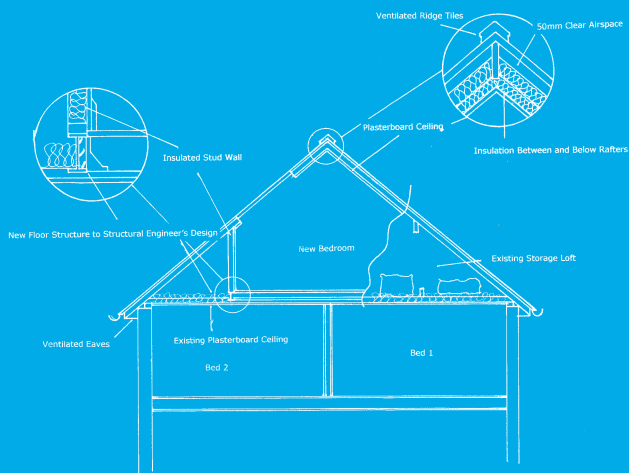 Ventilated Ridge Tiles
50mm Clear Airspace
Plasterboard Ceiling
Insulation Between and Below Rafters
Insulated Stud Wall
New Floor Structure to Structural Engineer's Design
New Bedroom
Existing Storage Loft
Ventilated Eaves
Existing Plasterboard Ceiling
Bed 2
Bed 1